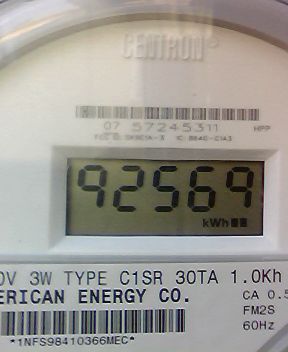 CENTRON®
07 57245311 HPP
92569
kWh
0V 3W TYPE C1SR 30TA 1.0Kh
ERICAN ENERGY CO.
CA 0.5
FM2S
60Hz
*1NFS98410366MEC*